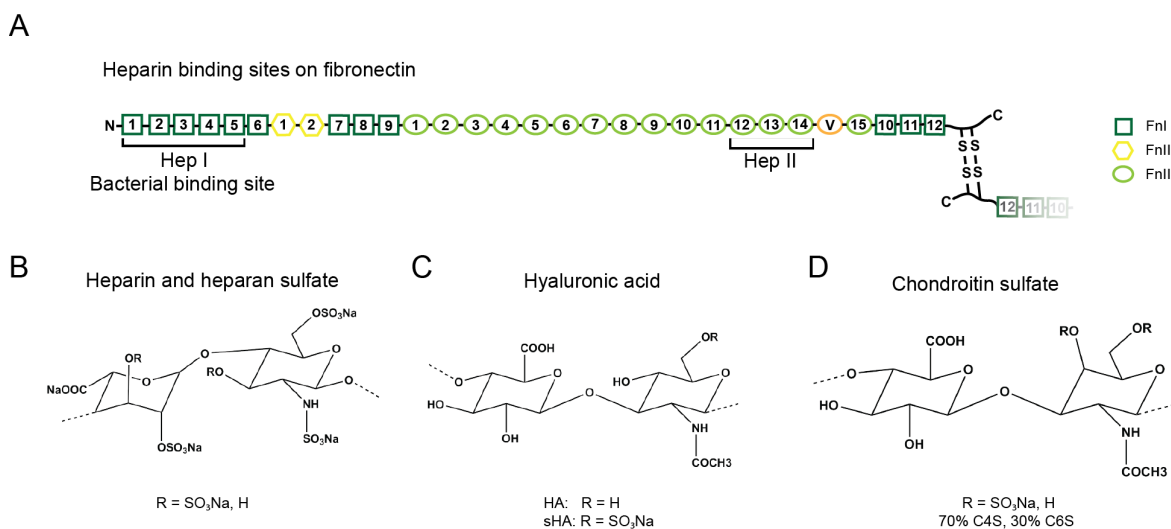 A
Heparin binding sites on fibronectin
N 1 2 3 4 5 6 1 2 7 8 9 1 2 3 4 5 6 7 8 9 10 11 12 13 14 V 15 10 11 12 C
Hep I
Hep II
Bacterial binding site
S S
S S
C 12 11 10
FnI
FnII
FnII
B
Heparin and heparan sulfate
OSO₃Na
OR
O
O
O
RO
O
NaOOC
NH
OSO₃Na
SO₃Na
R = SO₃Na, H
C
Hyaluronic acid
OR
COOH
O
O
HO
O
O
HO
OH
NH
COCH3
HA: R = H
sHA: R = SO₃Na
D
Chondroitin sulfate
OR
RO
COOH
O
O
O
O
HO
OH
NH
COCH3
R = SO₃Na, H
70% C4S, 30% C6S